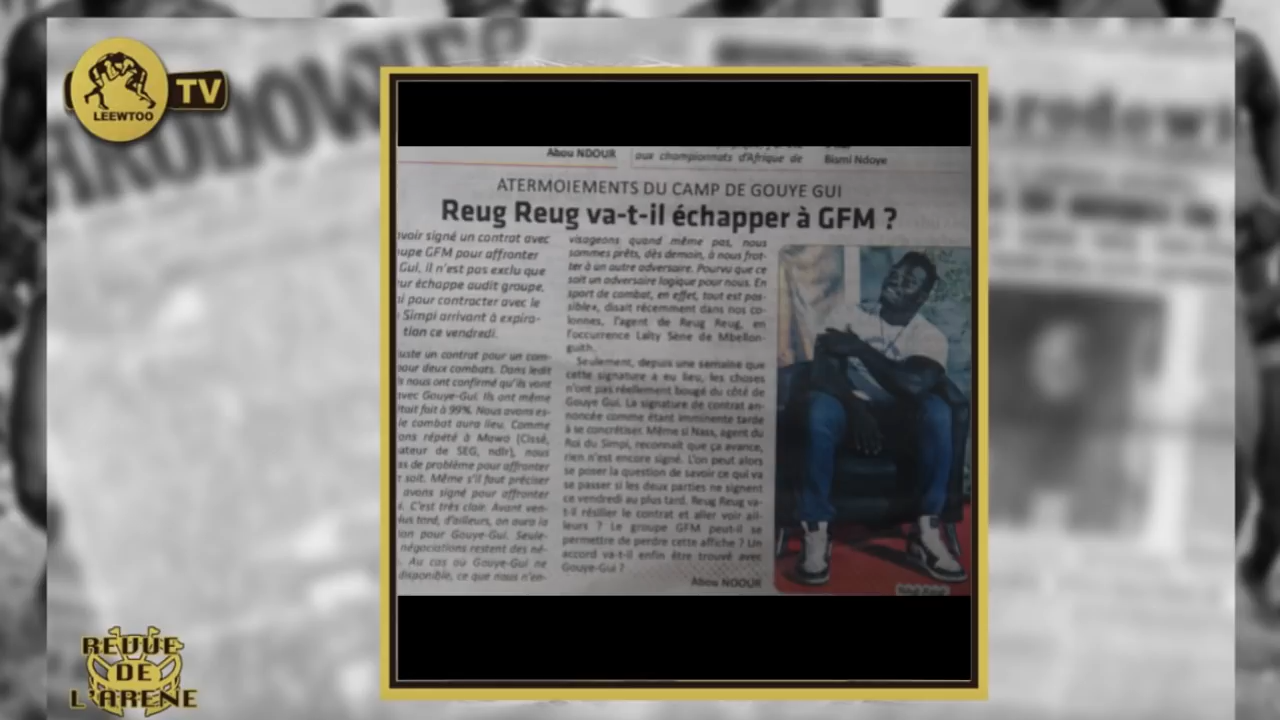 LEEWTOO
TV
Abou NDOUR
aux championnats d'Afrique de
Bismi Ndoye
ATERMOIEMENTS DU CAMP DE GOUYE GUI
Reug Reug va-t-il échapper à GFM ?
avoir signé un contrat avec
GFM pour affronter
Gui, il n'est pas exclu que
échappe audit groupe.
pour contracter avec le
Simpi arrivant à expira-
tion ce vendredi.
juste un contrat pour un com-
pour deux combats. Dans ledit
nous ont confirmé qu'ils vont
avec Gouye-Gui. Ils ont même
était fait à 99%. Nous avons es-
le combat aura lieu. Comme
répété à Mawo (Cissé,
de SEG, ndlr), nous
de problème pour affronter
soit. Même s'il faut préciser
avons signé pour affronter
C'est très clair. Avant ven-
tard, d'ailleurs, on aura la
pour Gouye-Gui. Seule-
négociations restent des né-
Au cas où Gouye-Gui ne
disponible, ce que nous n'en-
visageons quand même pas, nous
sommes prêts, dès demain, à nous frot-
ter à un autre adversaire. Pourvu que ce
soit un adversaire logique pour nous. En
sport de combat, en effet, tout est pos-
sible», disait récemment dans nos co-
lonnes, l'agent de Reug Reug, en
l'occurrence Laïty Sène de Mbellon-
guith.
Seulement, depuis une semaine que
cette signature a eu lieu, les choses
n'ont pas réellement bougé du côté de
Gouye Gui. La signature de contrat an-
noncée comme étant imminente tarde
à se concrétiser. Même si Nass, agent du
Roi du Simpi, reconnaît que ça avance,
rien n'est encore signé. L'on peut alors
se poser la question de savoir ce qui va
se passer si les deux parties ne signent
ce vendredi au plus tard. Reug Reug va-
t-il résilier le contrat et aller voir ail-
leurs ? Le groupe GFM peut-il se
permettre de perdre cette affiche ? Un
accord va-t-il enfin être trouvé avec
Gouye-Gui ?
Abou NDOUR
REVUE
DE
L'ARENE